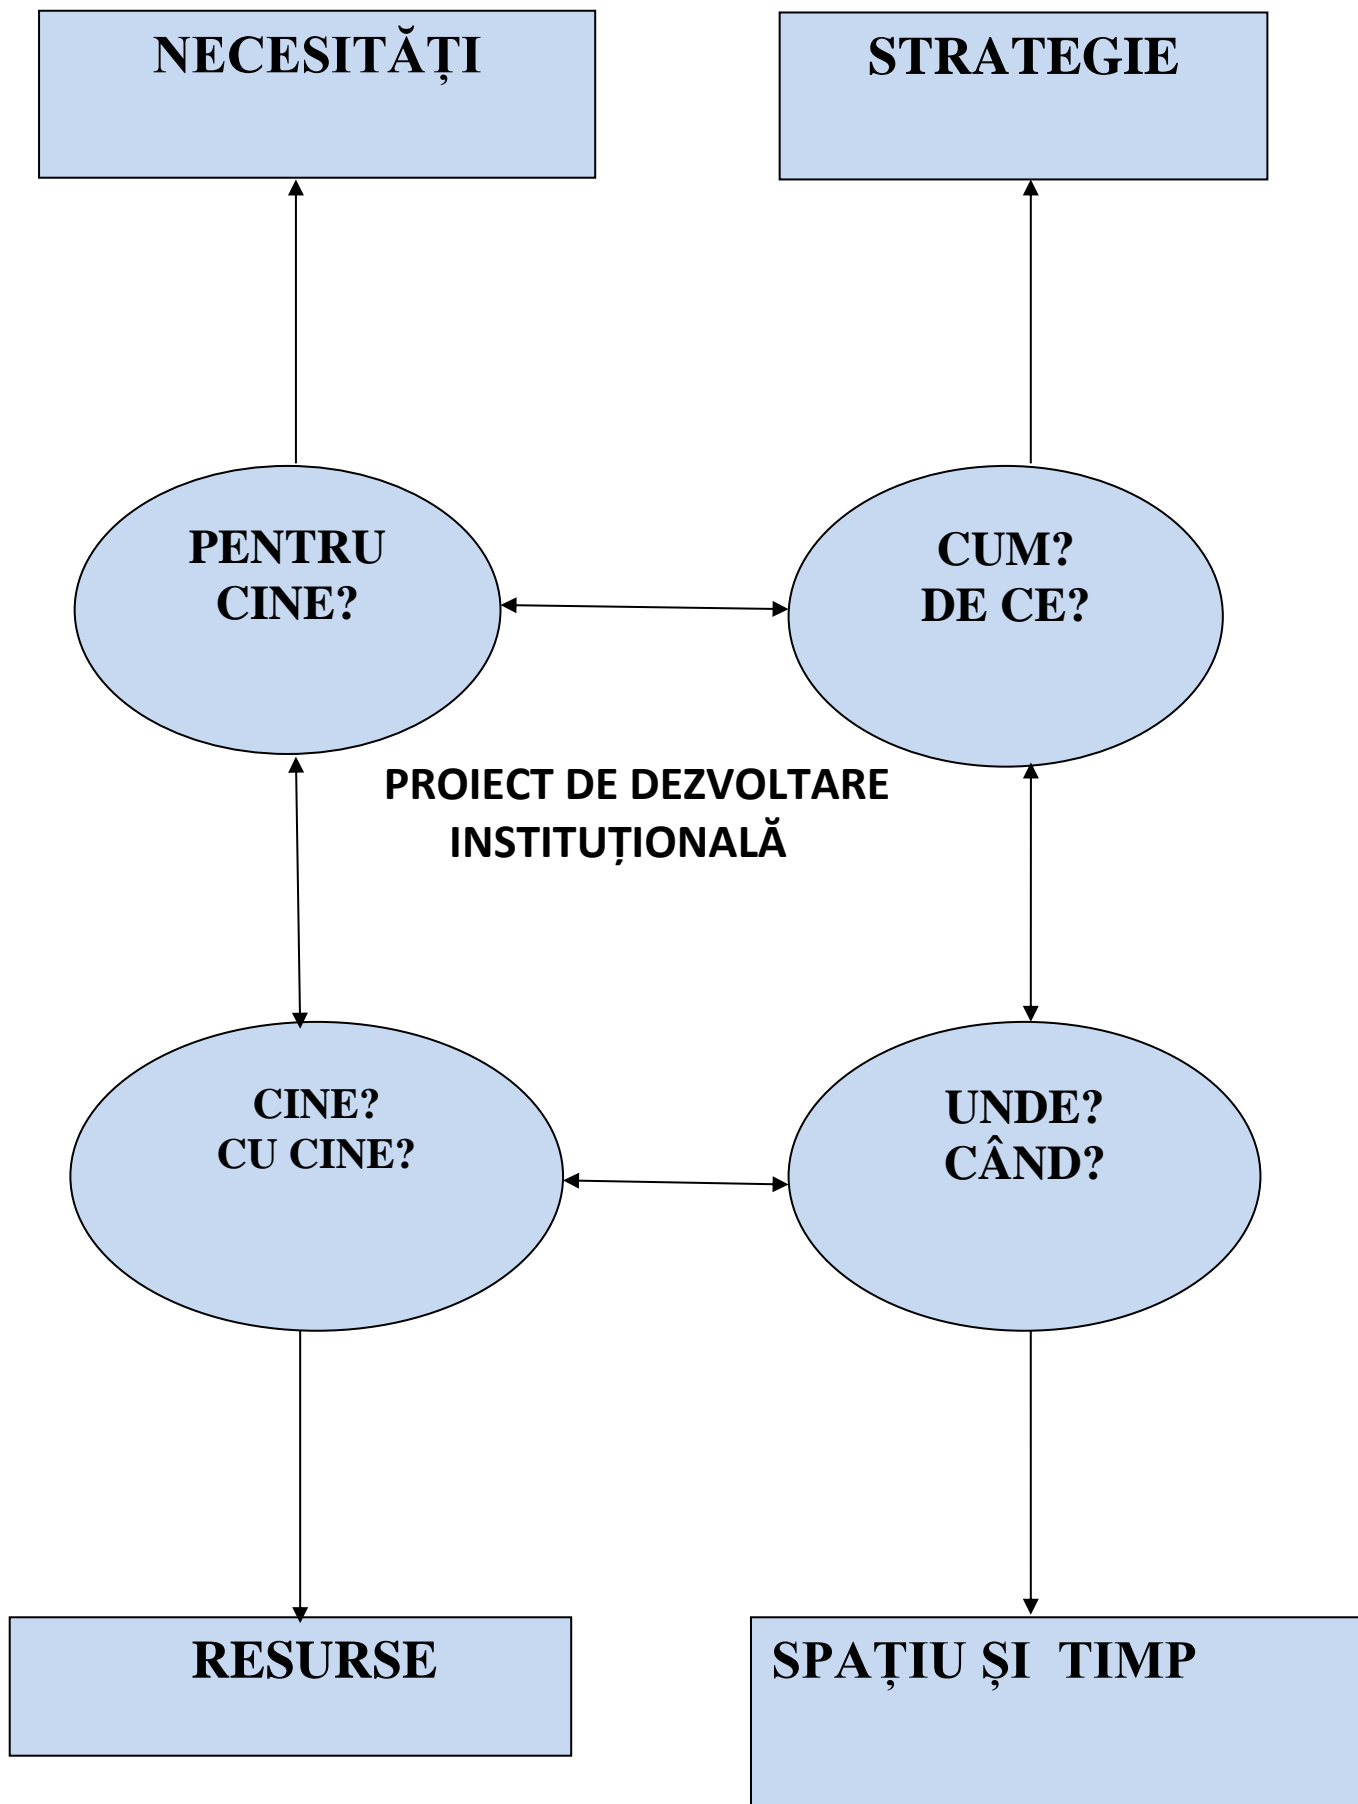 NECESITĂȚI
STRATEGIE
PENTRU
CINE?
CUM?
DE CE?
PROIECT DE DEZVOLTARE
INSTITUȚIONALĂ
CINE?
CU CINE?
UNDE?
CÂND?
RESURSE
SPAȚIU ȘI  TIMP